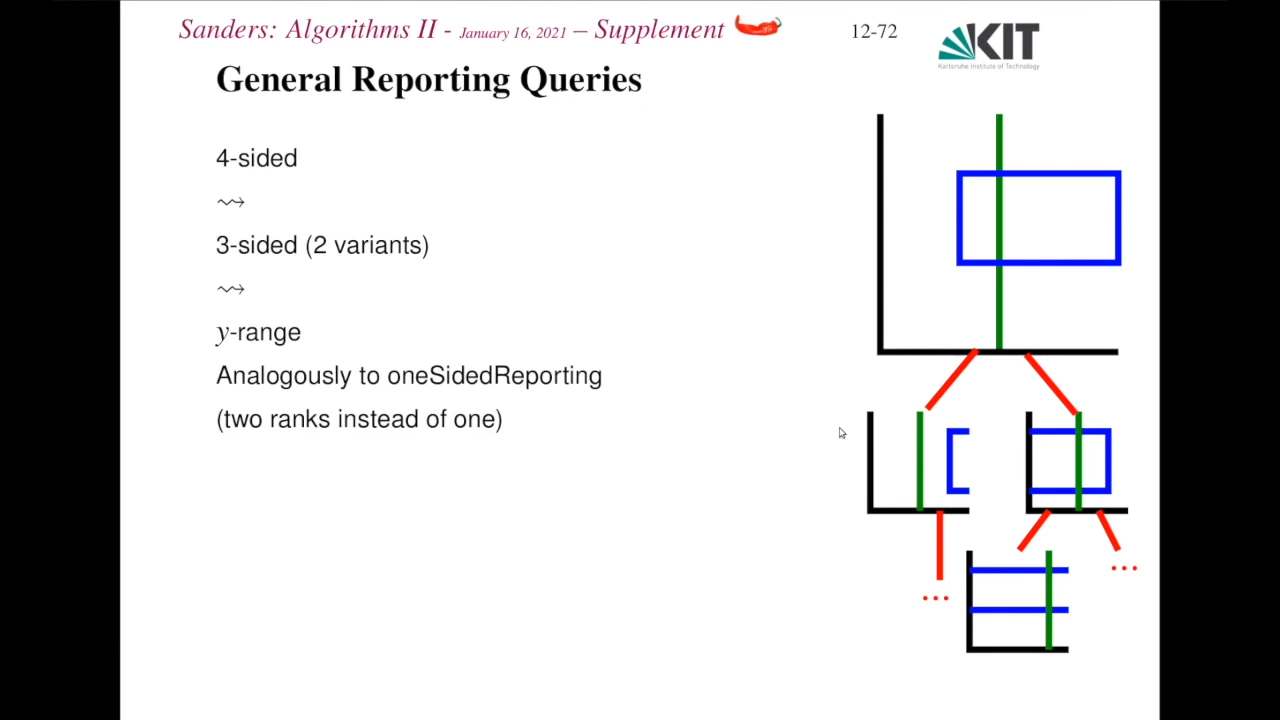 Sanders: Algorithms II - January 16, 2021 – Supplement
12-72
KIT
Karlsruhe Institute of Technology
General Reporting Queries
4-sided
⇝
3-sided (2 variants)
⇝
y-range
Analogously to oneSidedReporting
(two ranks instead of one)
...
...